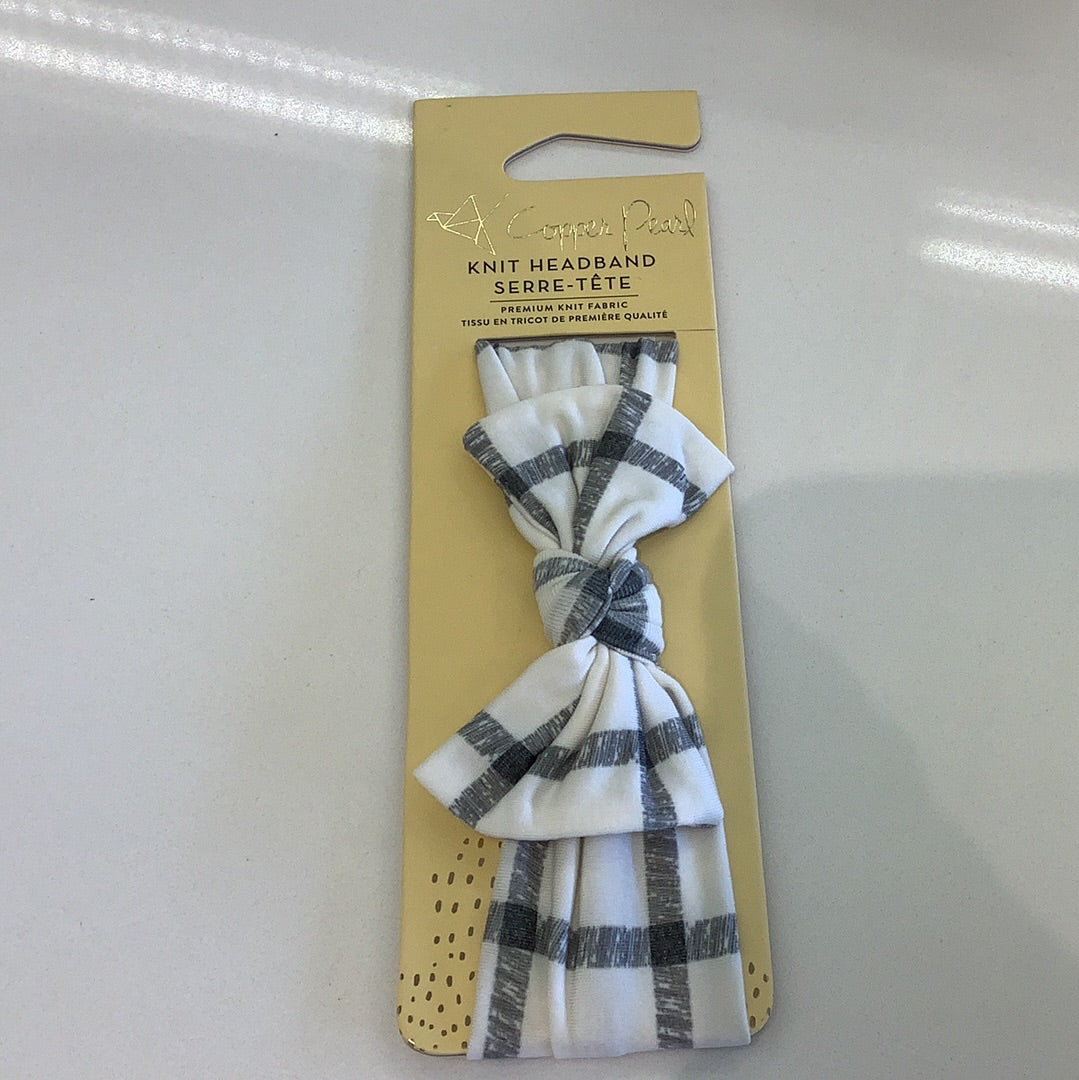 Copper Pearl
KNIT HEADBAND
SERRE-TÊTE
PREMIUM KNIT FABRIC
TISSU EN TRICOT DE PREMIÈRE QUALITÉ